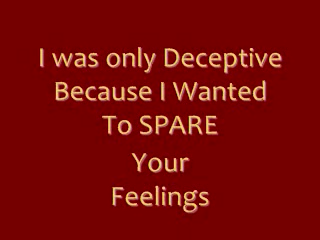 I was only Deceptive
Because I Wanted
To SPARE
Your
Feelings